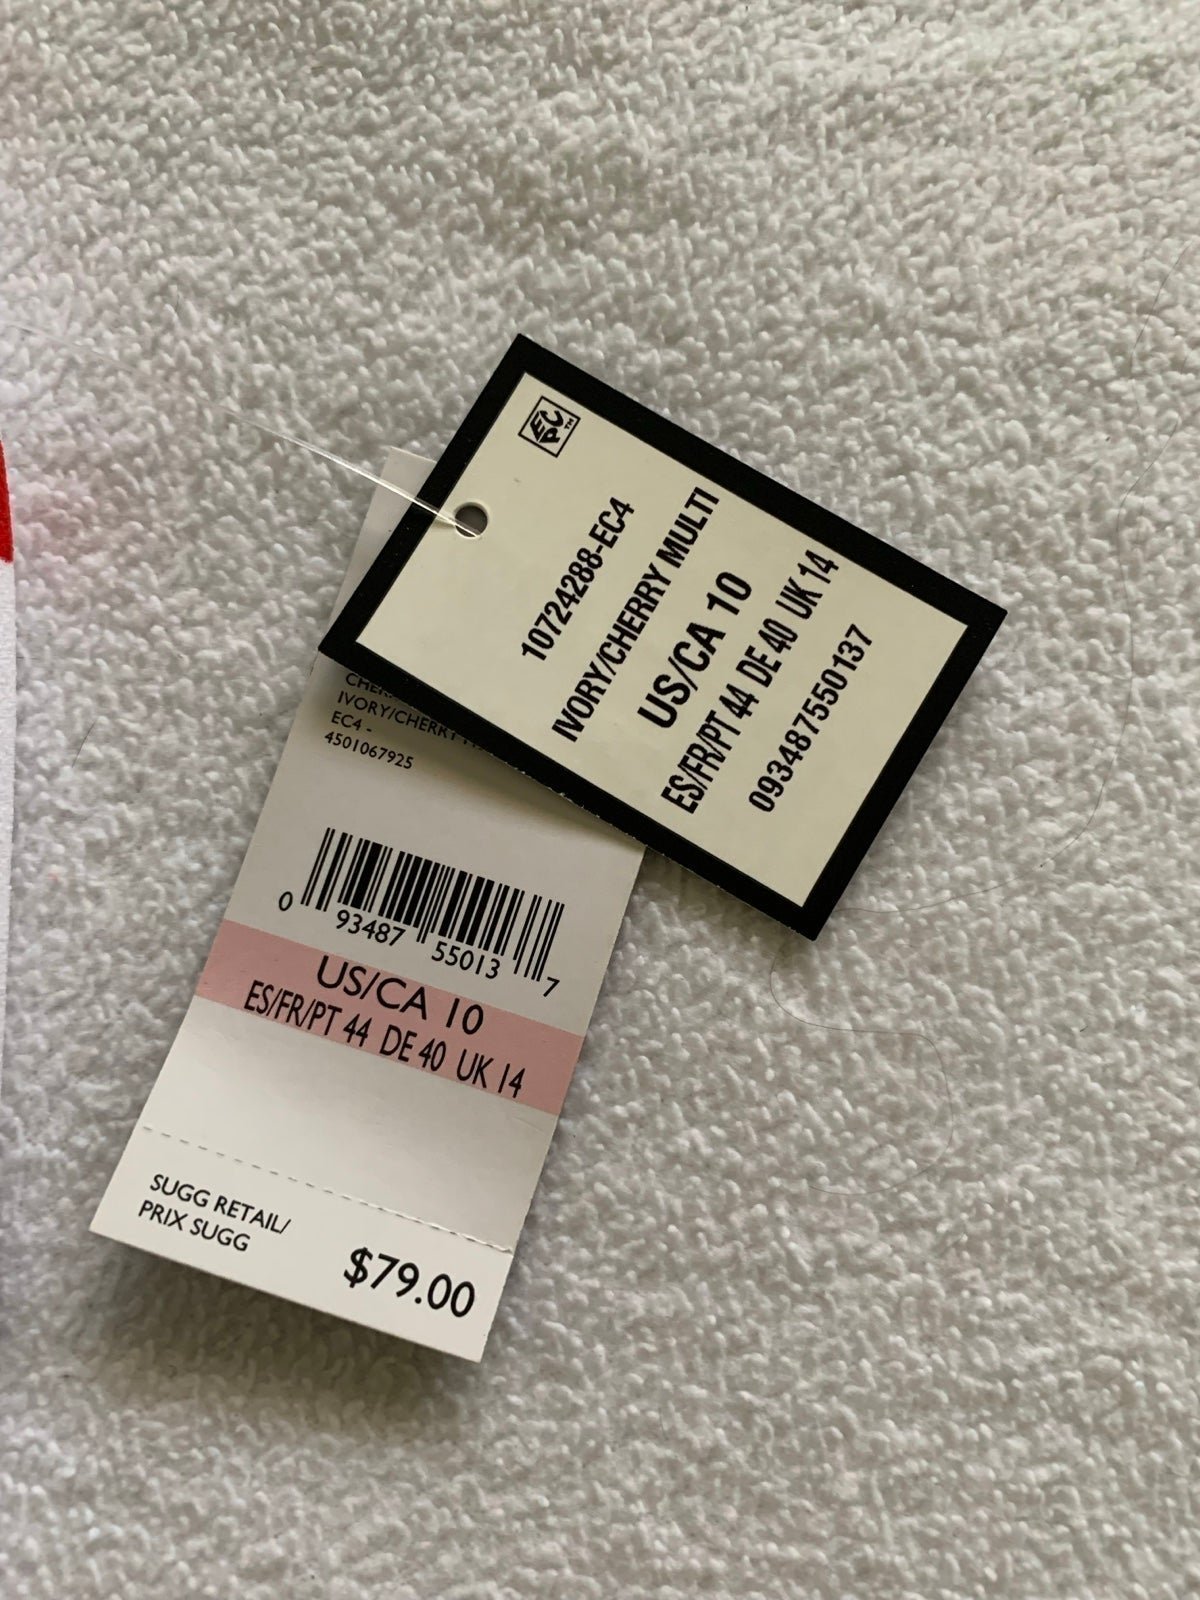 EPC™
10724288-EC4
IVORY/CHERRY MULTI
US/CA 10
ES/FR/PT 44 DE 40 UK 14
093487550137
IVORY/CHERRY
EC4 -
4501067925
0 93487 55013 7
US/CA 10
ES/FR/PT 44 DE 40 UK 14
SUGG RETAIL/
PRIX SUGG
$79.00